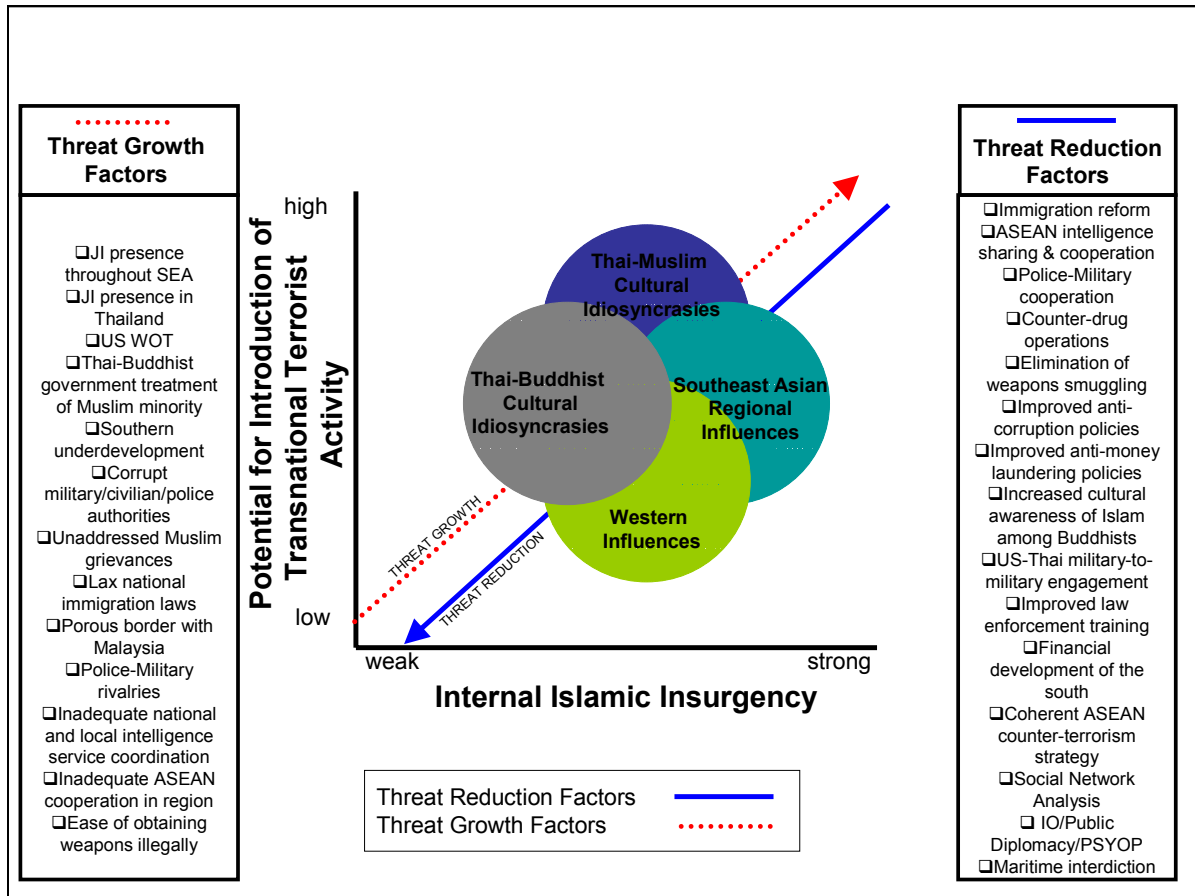 Threat Growth
Factors
❑JI presence
throughout SEA
❑JI presence in
Thailand
❑US WOT
❑Thai-Buddhist
government treatment
of Muslim minority
❑Southern
underdevelopment
❑Corrupt
military/civilian/police
authorities
❑Unaddressed Muslim
grievances
❑Lax national
immigration laws
❑Porous border with
Malaysia
❑Police-Military
rivalries
❑Inadequate national
and local intelligence
service coordination
❑Inadequate ASEAN
cooperation in region
❑Ease of obtaining
weapons illegally
Potential for Introduction of
Transnational Terrorist
Activity
high
low
Thai-Muslim
Cultural
Idiosyncrasies
Thai-Buddhist
Cultural
Idiosyncrasies
Southeast Asian
Regional
Influences
Western
Influences
THREAT GROWTH
THREAT REDUCTION
weak
strong
Internal Islamic Insurgency
Threat Reduction Factors
Threat Growth Factors
Threat Reduction
Factors
❑Immigration reform
❑ASEAN intelligence
sharing & cooperation
❑Police-Military
cooperation
❑Counter-drug
operations
❑Elimination of
weapons smuggling
❑Improved anti-
corruption policies
❑Improved anti-money
laundering policies
❑Increased cultural
awareness of Islam
among Buddhists
❑US-Thai military-to-
military engagement
❑Improved law
enforcement training
❑Financial
development of the
south
❑Coherent ASEAN
counter-terrorism
strategy
❑Social Network
Analysis
❑ IO/Public
Diplomacy/PSYOP
❑Maritime interdiction